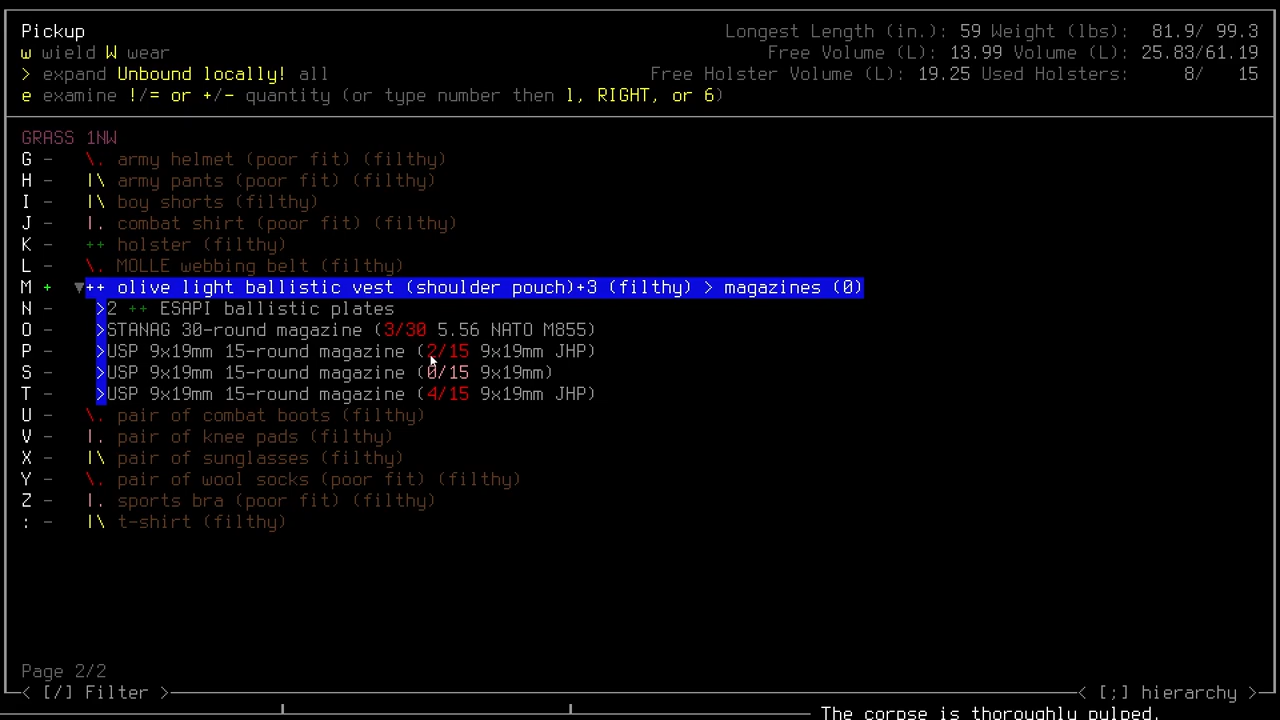 Pickup Longest Length (in.): 59 Weight (lbs): 81.9/ 99.3
w wield W wear Free Volume (L): 13.99 Volume (L): 25.83/61.19
> expand Unbound locally! all Free Holster Volume (L): 19.25 Used Holsters: 8/ 15
e examine !/= or +/- quantity (or type number then l, RIGHT, or 6)
GRASS 1NW
G - \. army helmet (poor fit) (filthy)
H - |\ army pants (poor fit) (filthy)
I - |\ boy shorts (filthy)
J - |. combat shirt (poor fit) (filthy)
K - ++ holster (filthy)
L - \. MOLLE webbing belt (filthy)
M + ▼++ olive light ballistic vest (shoulder pouch)+3 (filthy) > magazines (0)
N - >2 ++ ESAPI ballistic plates
O - >STANAG 30-round magazine (3/30 5.56 NATO M855)
P - >USP 9x19mm 15-round magazine (2/15 9x19mm JHP)
S - >USP 9x19mm 15-round magazine (0/15 9x19mm)
T - >USP 9x19mm 15-round magazine (4/15 9x19mm JHP)
U - \. pair of combat boots (filthy)
V - |. pair of knee pads (filthy)
X - |\ pair of sunglasses (filthy)
Y - \. pair of wool socks (poor fit) (filthy)
Z - |. sports bra (poor fit) (filthy)
: - |\ t-shirt (filthy)
Page 2/2
< [/] Filter > < [;] hierarchy >
The corpse is thoroughly pulped.